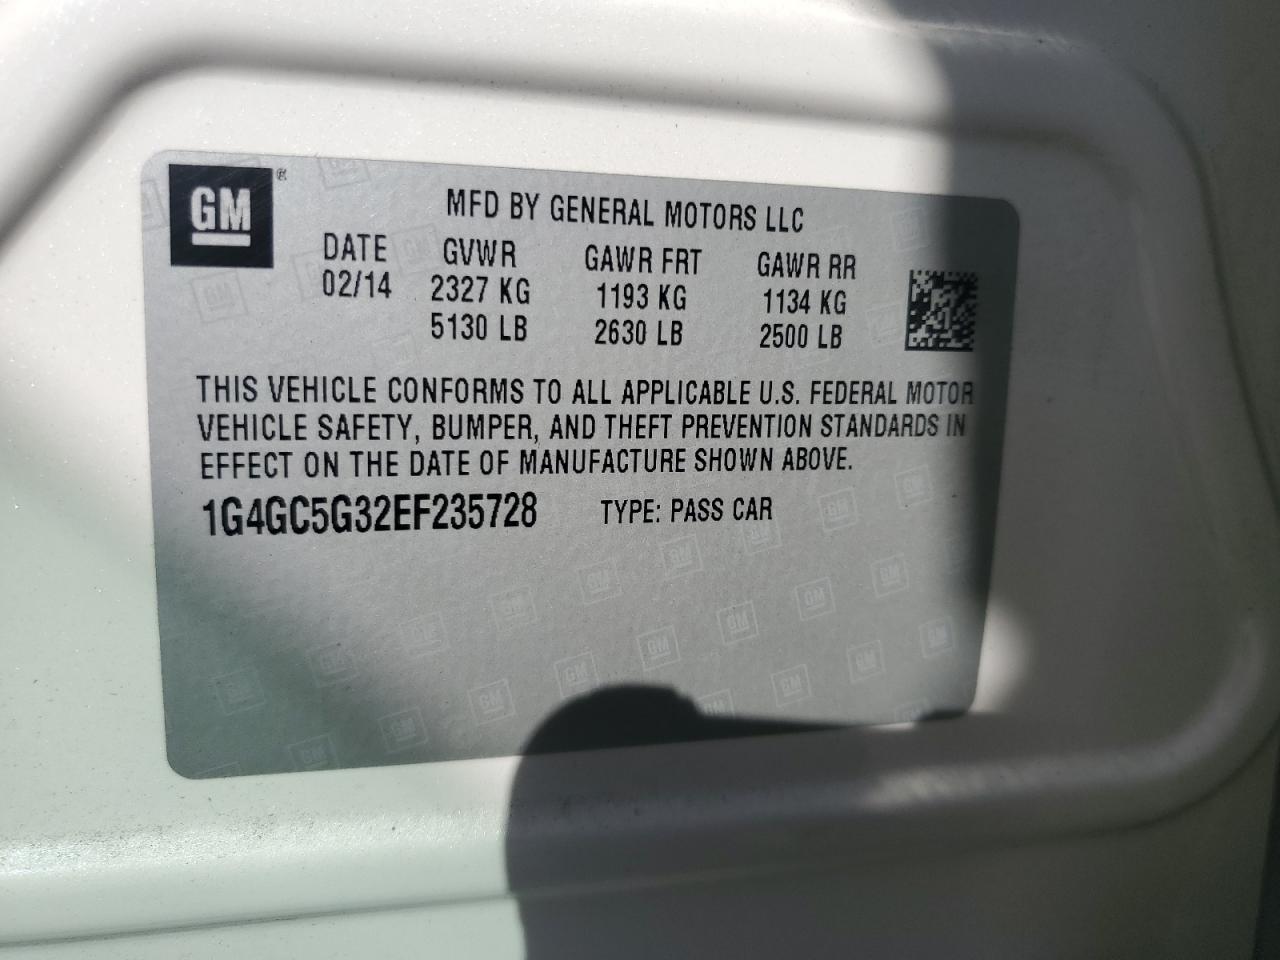 GM®
MFD BY GENERAL MOTORS LLC
DATE GVWR GAWR FRT GAWR RR
02/14 2327 KG 1193 KG 1134 KG
5130 LB 2630 LB 2500 LB
THIS VEHICLE CONFORMS TO ALL APPLICABLE U.S. FEDERAL MOTOR
VEHICLE SAFETY, BUMPER, AND THEFT PREVENTION STANDARDS IN
EFFECT ON THE DATE OF MANUFACTURE SHOWN ABOVE.
1G4GC5G32EF235728 TYPE: PASS CAR